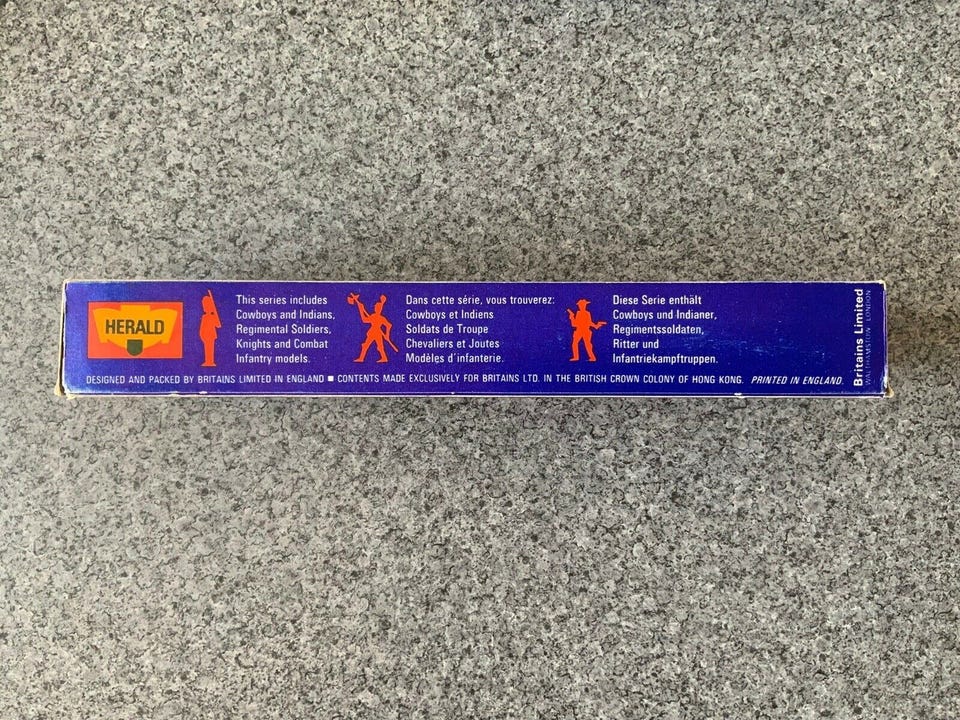 HERALD
This series includes
Cowboys and Indians,
Regimental Soldiers,
Knights and Combat
Infantry models.
Dans cette série, vous trouverez:
Cowboys et Indiens
Soldats de Troupe
Chevaliers et Joutes
Modèles d'infanterie.
Diese Serie enthält
Cowboys und Indianer,
Regimentssoldaten,
Ritter und
Infantriekampftruppen.
DESIGNED AND PACKED BY BRITAINS LIMITED IN ENGLAND ■ CONTENTS MADE EXCLUSIVELY FOR BRITAINS LTD. IN THE BRITISH CROWN COLONY OF HONG KONG. PRINTED IN ENGLAND.
Britains Limited
WALTHAMSTOW LONDON